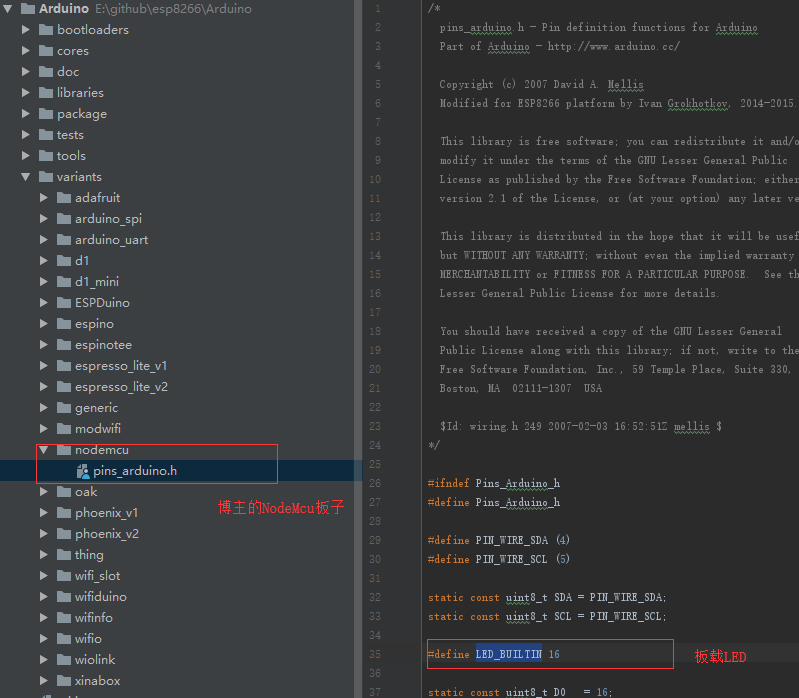 Arduino E:\github\esp8266\Arduino
bootloaders
cores
doc
libraries
package
tests
tools
variants
adafruit
arduino_spi
arduino_uart
d1
d1_mini
ESPDuino
espino
espinotee
espresso_lite_v1
espresso_lite_v2
generic
modwifi
nodemcu
pins_arduino.h
oak
博主的NodeMcu板子
phoenix_v1
phoenix_v2
thing
wifi_slot
wifiduino
wifinfo
wifio
wiolink
xinabox
1 /*
2 pins_arduino.h - Pin definition functions for Arduino
3 Part of Arduino - http://www.arduino.cc/
4
5 Copyright (c) 2007 David A. Mellis
6 Modified for ESP8266 platform by Ivan Grokhotkov, 2014-2015.
7
8 This library is free software; you can redistribute it and/o
9 modify it under the terms of the GNU Lesser General Public
10 License as published by the Free Software Foundation; either
11 version 2.1 of the License, or (at your option) any later ve
12
13 This library is distributed in the hope that it will be usef
14 but WITHOUT ANY WARRANTY; without even the implied warranty
15 MERCHANTABILITY or FITNESS FOR A PARTICULAR PURPOSE. See th
16 Lesser General Public License for more details.
17
18 You should have received a copy of the GNU Lesser General
19 Public License along with this library; if not, write to the
20 Free Software Foundation, Inc., 59 Temple Place, Suite 330,
21 Boston, MA 02111-1307 USA
22
23 $Id: wiring.h 249 2007-02-03 16:52:51Z mellis $
24 */
25
26 #ifndef Pins_Arduino_h
27 #define Pins_Arduino_h
28
29 #define PIN_WIRE_SDA (4)
30 #define PIN_WIRE_SCL (5)
31
32 static const uint8_t SDA = PIN_WIRE_SDA;
33 static const uint8_t SCL = PIN_WIRE_SCL;
34
35 #define LED_BUILTIN 16 板载LED
36
37 static const uint8_t D0 = 16;